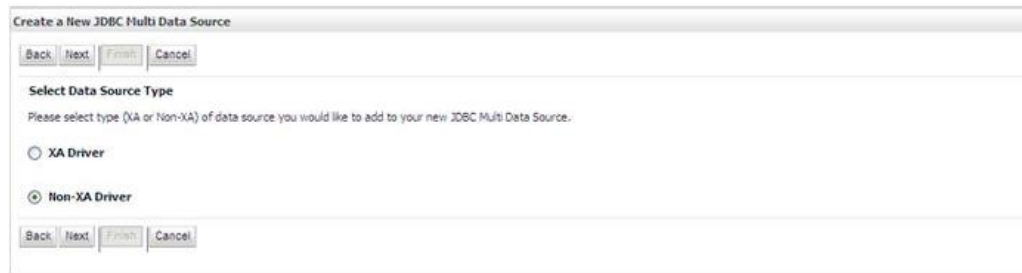 Create a New JDBC Multi Data Source
Back Next Finish Cancel
Select Data Source Type
Please select type (XA or Non-XA) of data source you would like to add to your new JDBC Multi Data Source.
XA Driver
Non-XA Driver
Back Next Finish Cancel